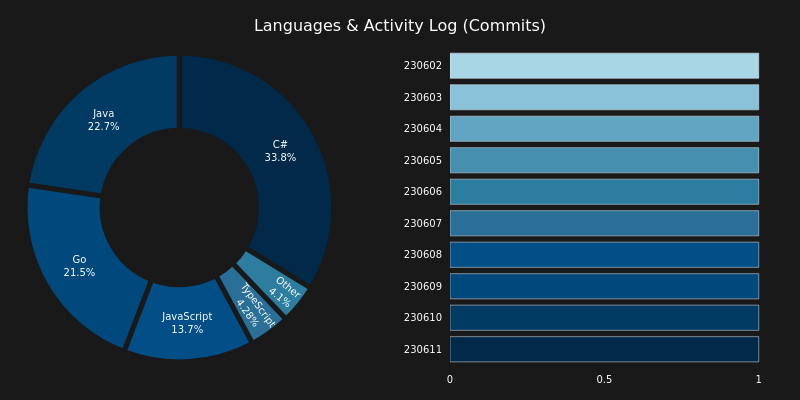 Languages & Activity Log (Commits)
Java
22.7%
C#
33.8%
Go
21.5%
JavaScript
13.7%
TypeScript
4.28%
Other
4.1%
230602
230603
230604
230605
230606
230607
230608
230609
230610
230611
0
0.5
1